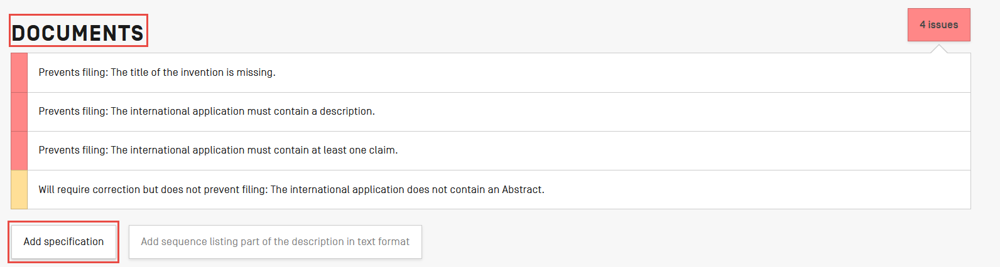 DOCUMENTS
4 issues
Prevents filing: The title of the invention is missing.
Prevents filing: The international application must contain a description.
Prevents filing: The international application must contain at least one claim.
Will require correction but does not prevent filing: The international application does not contain an Abstract.
Add specification
Add sequence listing part of the description in text format